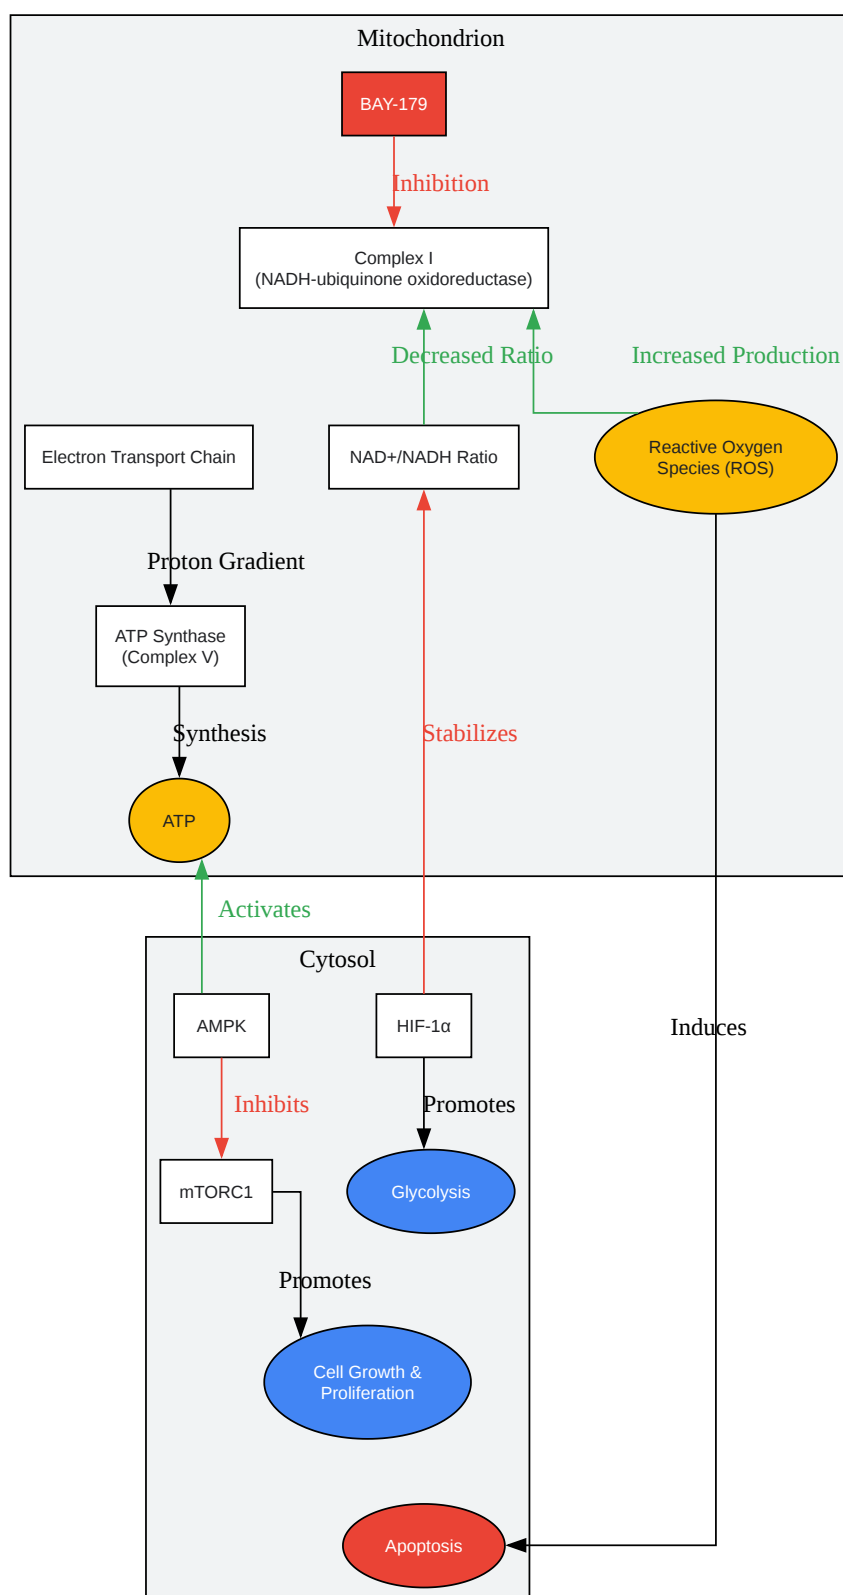 Mitochondrion
BAY-179
Inhibition
Complex I
(NADH-ubiquinone oxidoreductase)
Decreased Ratio
Increased Production
Electron Transport Chain
NAD+/NADH Ratio
Reactive Oxygen
Species (ROS)
Proton Gradient
ATP Synthase
(Complex V)
Synthesis
Stabilizes
ATP
Activates
Cytosol
AMPK
HIF-1α
Induces
Inhibits
Promotes
mTORC1
Glycolysis
Promotes
Cell Growth &
Proliferation
Apoptosis